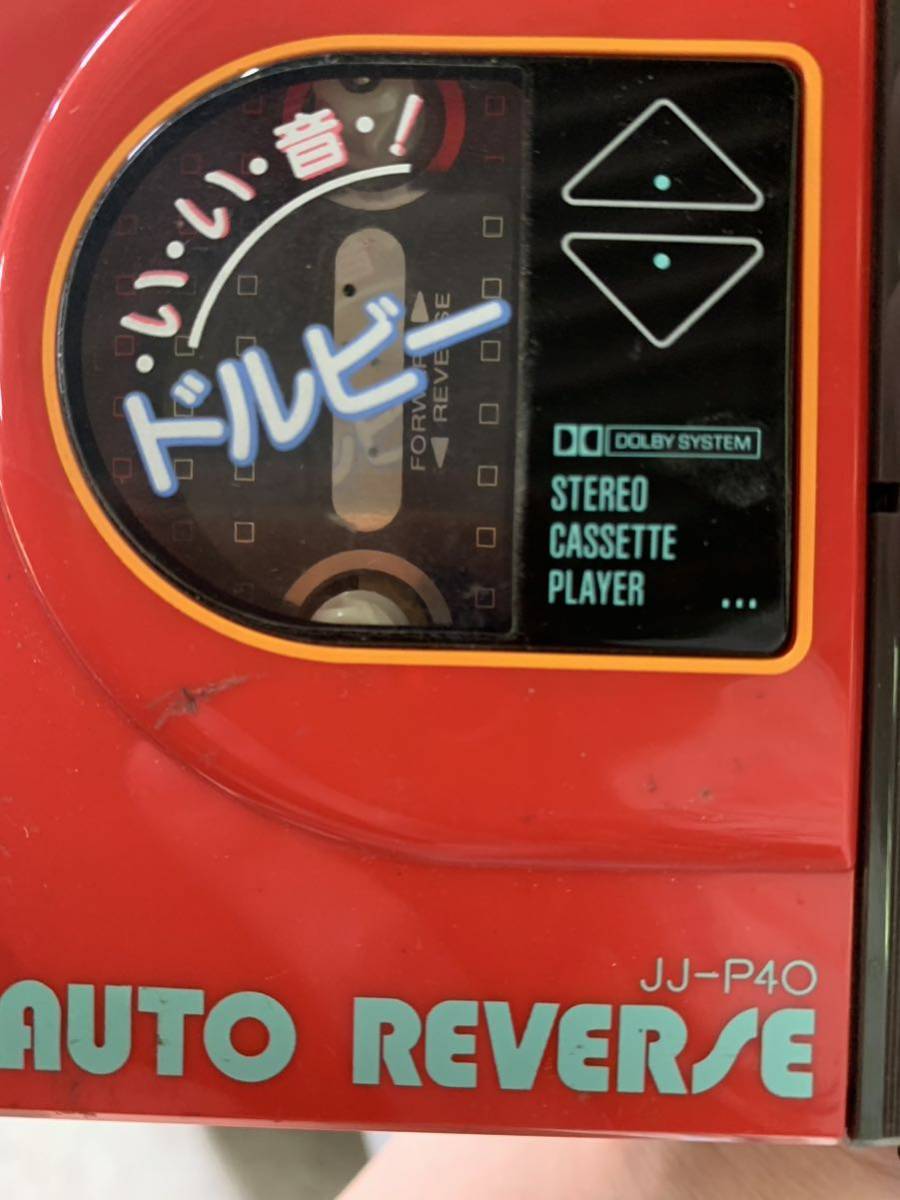 ・い・い・音・!
ドルビー
FORWARD
REVERSE
DOLBY SYSTEM
STEREO
CASSETTE
PLAYER
JJ-P40
AUTO REVERSE